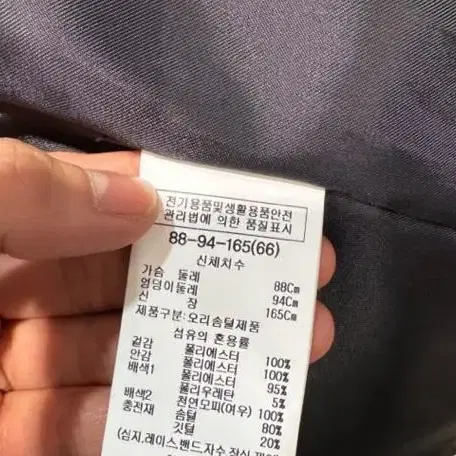 전기용품및생활용품안전
관리법에 의한 품질표시
88-94-165(66)
신체치수
가슴 둘레 88Cm
엉덩이둘레 94Cm
신 장 165Cm
제품구분:오리솜털제품
섬유의 혼용률
겉감 폴리에스터 100%
안감 폴리에스터 100%
배색1 폴리에스터 95%
폴리우레탄 5%
배색2 천연모피(여우) 100%
충전재 솜털 80%
깃털 20%
(심지,레이스,밴드,자수 장식 제외